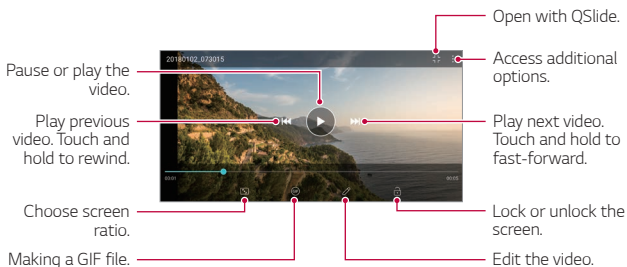 Open with QSlide.
20180102_073015
Access additional
options.
Pause or play the
video.
Play previous
video. Touch and
hold to rewind.
Play next video.
Touch and hold to
fast-forward.
00:01
00:05
GIF
Choose screen
ratio.
Lock or unlock the
screen.
Making a GIF file.
Edit the video.